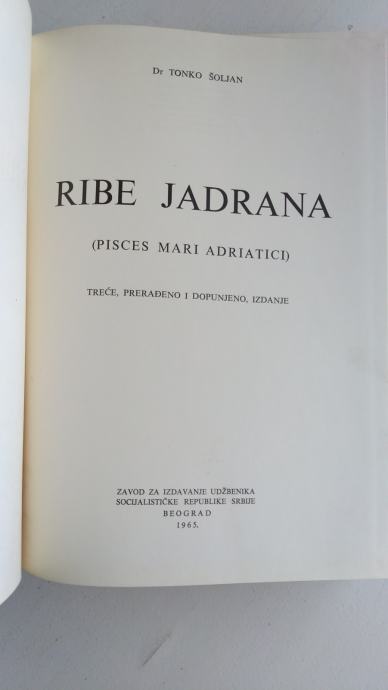 Dr TONKO ŠOLJAN
RIBE JADRANA
(PISCES MARI ADRIATICI)
TREĆE, PRERAĐENO I DOPUNJENO, IZDANJE
ZAVOD ZA IZDAVANJE UDŽBENIKA
SOCIJALISTIČKE REPUBLIKE SRBIJE
BEOGRAD
1965.